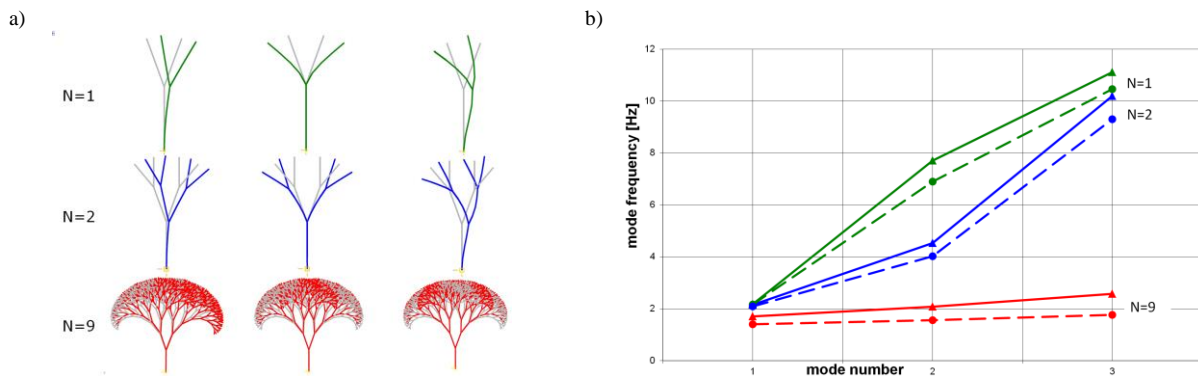 a)
N=1
N=2
N=9
b)
mode frequency [Hz]
12
10
8
6
4
2
0
N=1
N=2
N=9
1
mode number
2
3